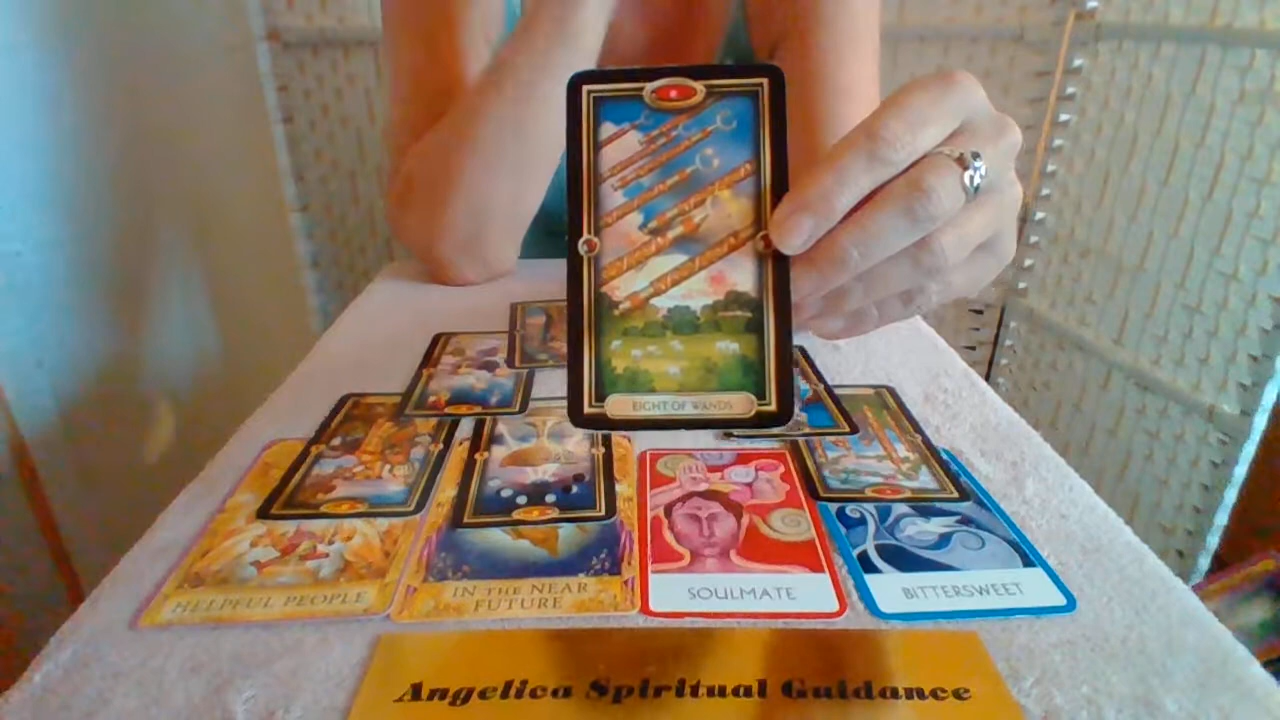 EIGHT OF WANDS
HELPFUL PEOPLE
IN THE NEAR
FUTURE
SOULMATE
BITTERSWEET
Angelica Spiritual Guidance